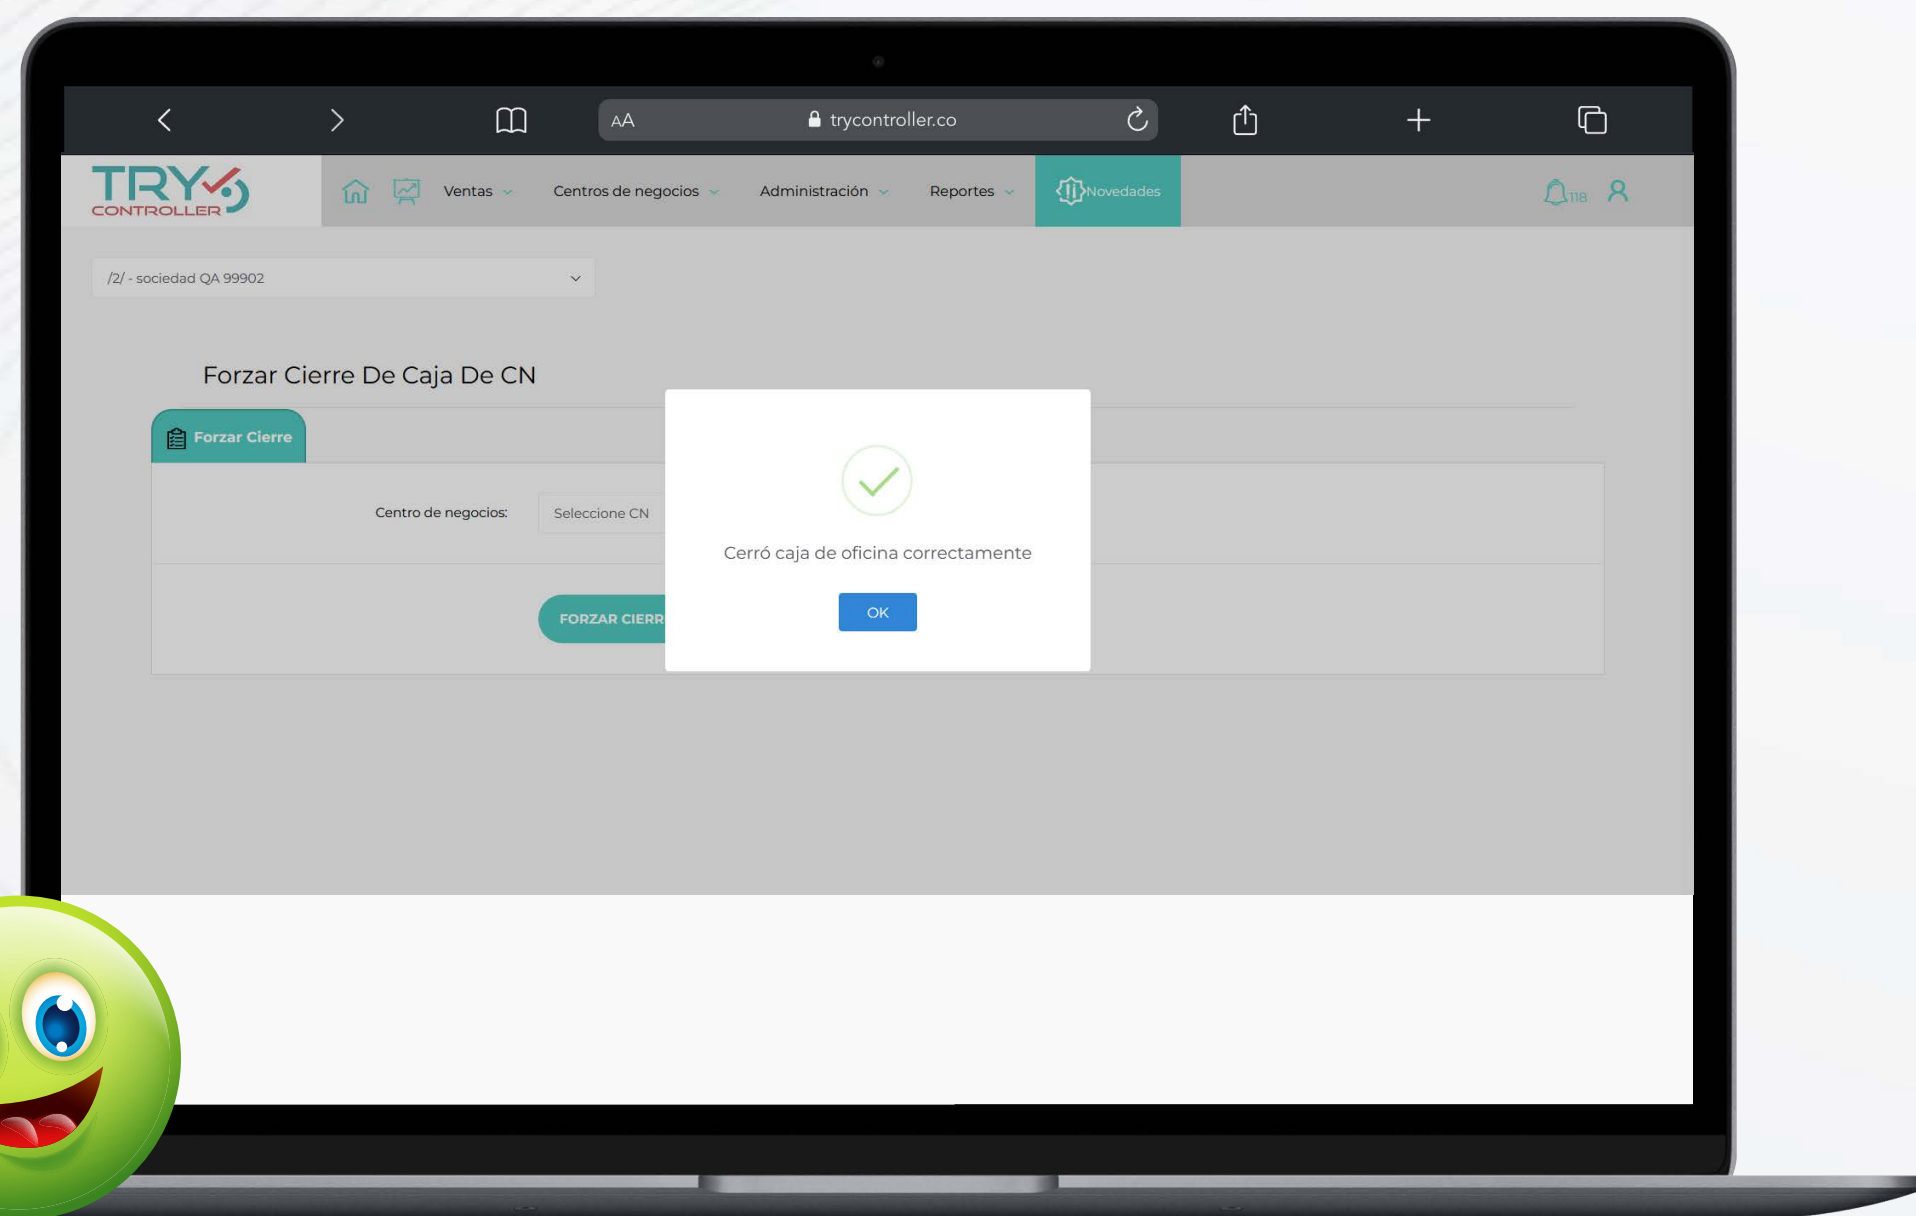 AA
trycontroller.co
TRY
CONTROLLER
Ventas
Centros de negocios
Administración
Reportes
Novedades
118
/2/ - sociedad QA 99902
Forzar Cierre De Caja De CN
Forzar Cierre
Centro de negocios:
Seleccione CN
Cerró caja de oficina correctamente
OK
FORZAR CIERR